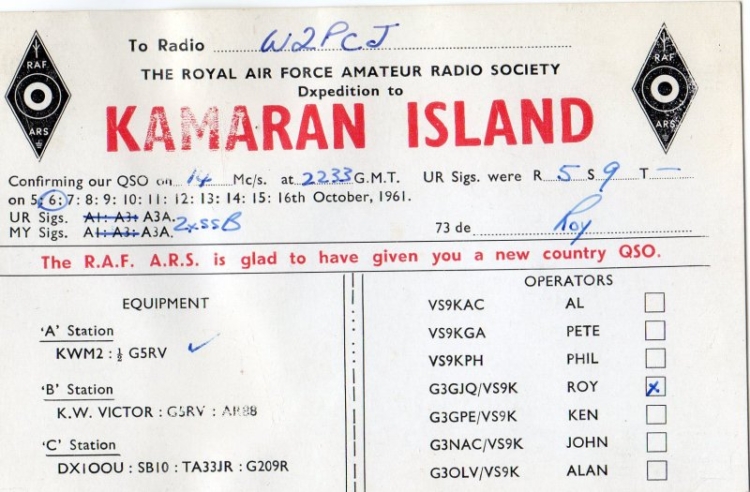 To Radio W2PCJ
RAF
ARS
RAF
ARS
THE ROYAL AIR FORCE AMATEUR RADIO SOCIETY
Dxpedition to
KAMARAN ISLAND
Confirming our QSO on 14 Mc/s. at 2233 G.M.T. UR Sigs. were R 5 S 9 T —
on 5: 6: 7: 8: 9: 10: 11: 12: 13: 14: 15: 16th October, 1961.
UR Sigs. A1: A3: A3A. 2xSSB
MY Sigs. A1: A3: A3A.
73 de Roy
The R.A.F. A.R.S. is glad to have given you a new country QSO.
EQUIPMENT
'A' Station
KWM2 : ½ G5RV ✓
'B' Station
K.W. VICTOR : G5RV : AR88
'C' Station
DX100U : SB10 : TA33JR : G209R
OPERATORS
VS9KAC AL
VS9KGA PETE
VS9KPH PHIL
G3GJQ/VS9K ROY x
G3GPE/VS9K KEN
G3NAC/VS9K JOHN
G3OLV/VS9K ALAN